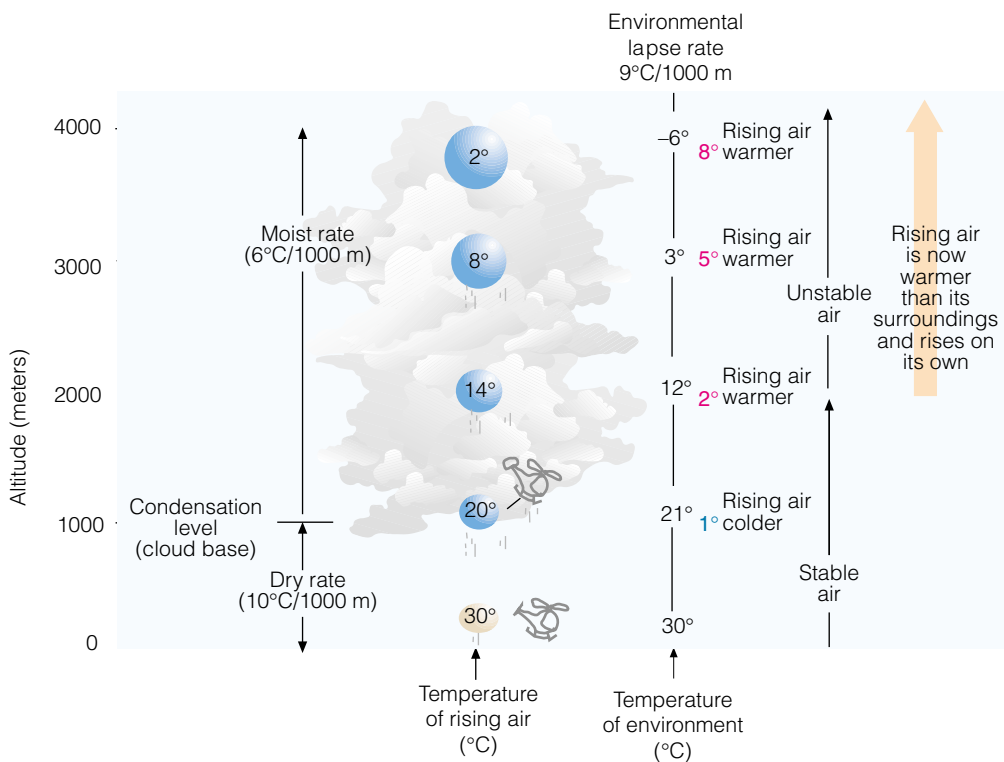 Environmental
lapse rate
9°C/1000 m
4000
3000
2000
1000
0
Altitude (meters)
Moist rate
(6°C/1000 m)
Condensation
level
(cloud base)
Dry rate
(10°C/1000 m)
2°
8°
14°
20°
30°
–6°
8°
Rising air
warmer
3°
5°
Rising air
warmer
12°
2°
Rising air
warmer
21°
1°
Rising air
colder
30°
Unstable
air
Stable
air
Rising air
is now
warmer
than its
surroundings
and rises on
its own
Temperature
of rising air
(°C)
Temperature
of environment
(°C)